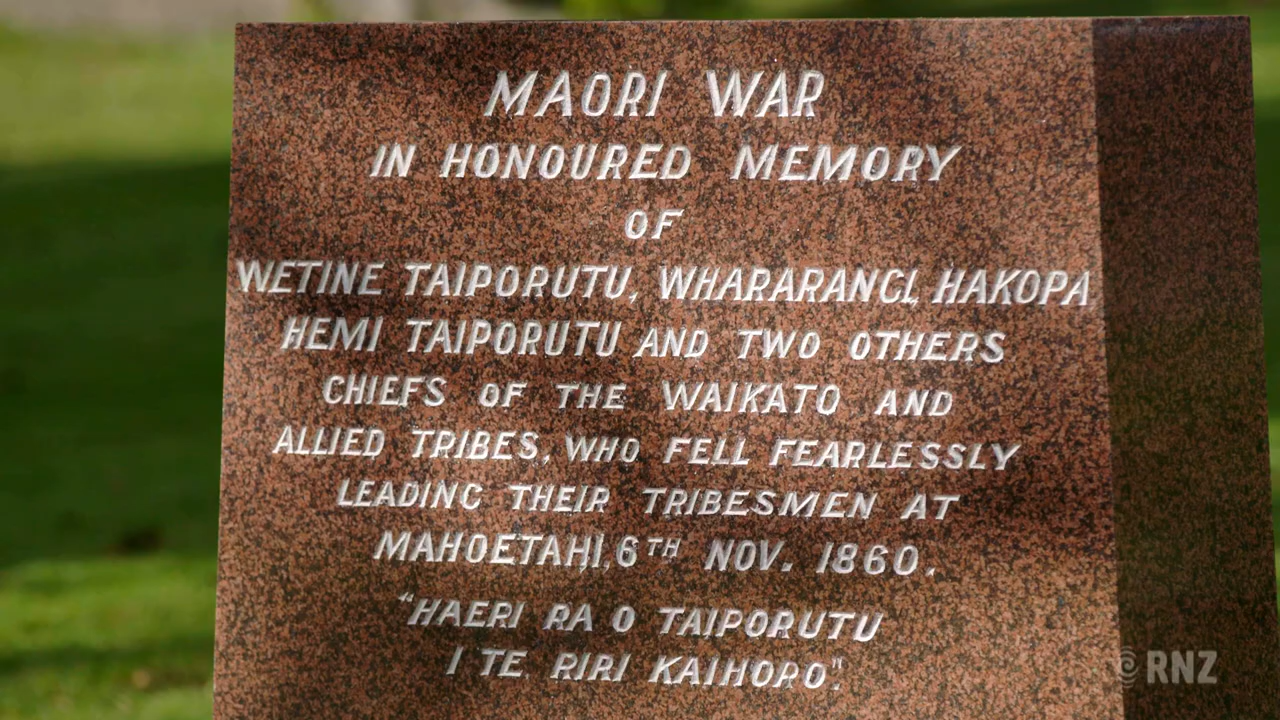 MAORI WAR
IN HONOURED MEMORY
OF
WETINE TAIPORUTU, WHARARANGI, HAKOPA
HEMI TAIPORUTU AND TWO OTHERS
CHIEFS OF THE WAIKATO AND
ALLIED TRIBES, WHO FELL FEARLESSLY
LEADING THEIR TRIBESMEN AT
MAHOETAHI, 6TH NOV. 1860.
"HAERI RA O TAIPORUTU
I TE RIRI KAIHORO".
© RNZ